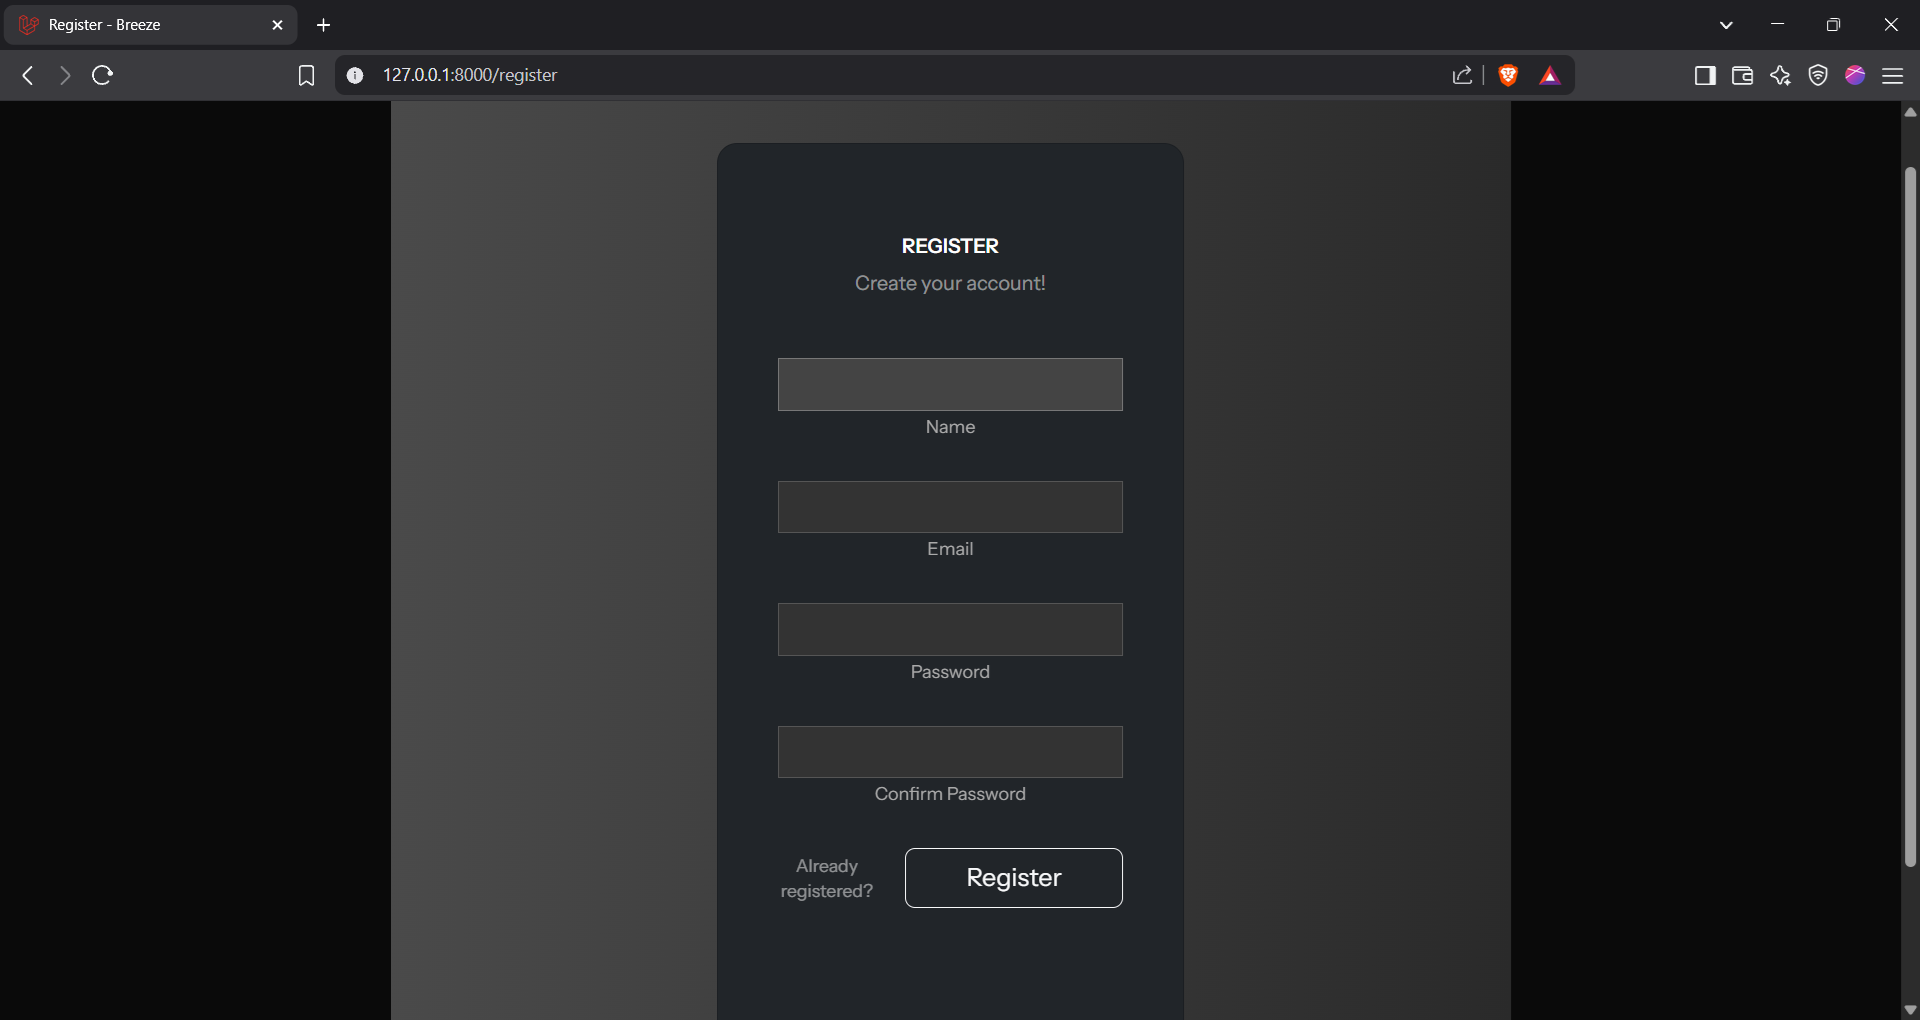 Register - Breeze
127.0.0.1:8000/register
REGISTER
Create your account!
Name
Email
Password
Confirm Password
Already
registered?
Register